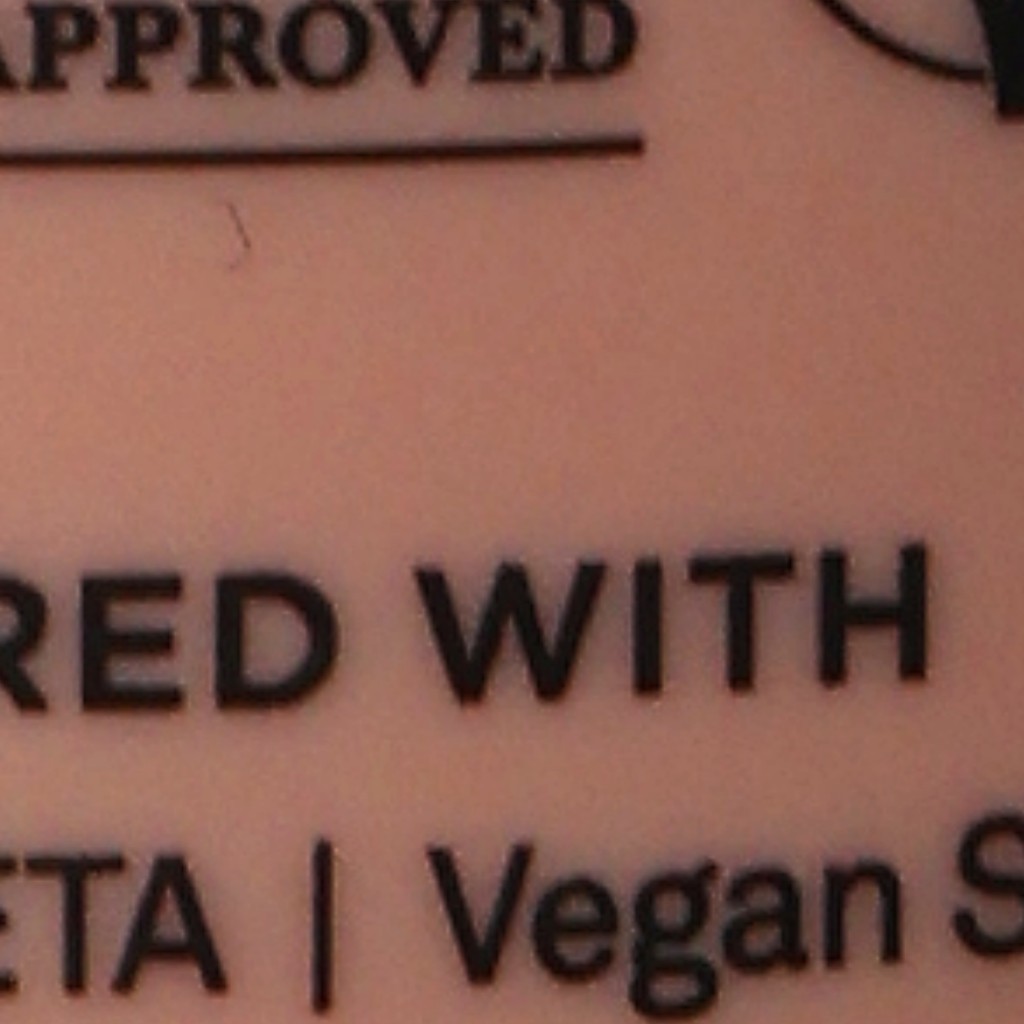 APPROVED
RED WITH
ETA | Vegan S